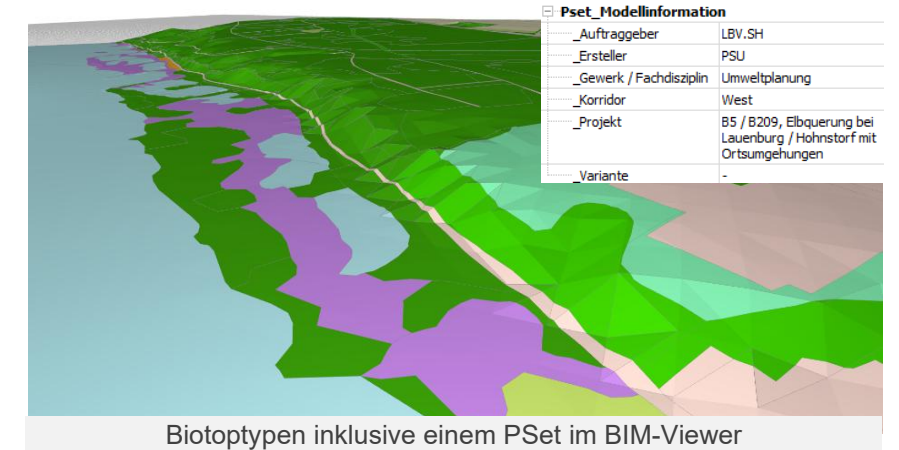 Pset_Modellinformation
_Auftraggeber LBV.SH
_Ersteller PSU
_Gewerk / Fachdisziplin Umweltplanung
_Korridor West
_Projekt B5 / B209, Elbquerung bei
Lauenburg / Hohnstorf mit
Ortsumgehungen
_Variante -
Biotoptypen inklusive einem PSet im BIM-Viewer